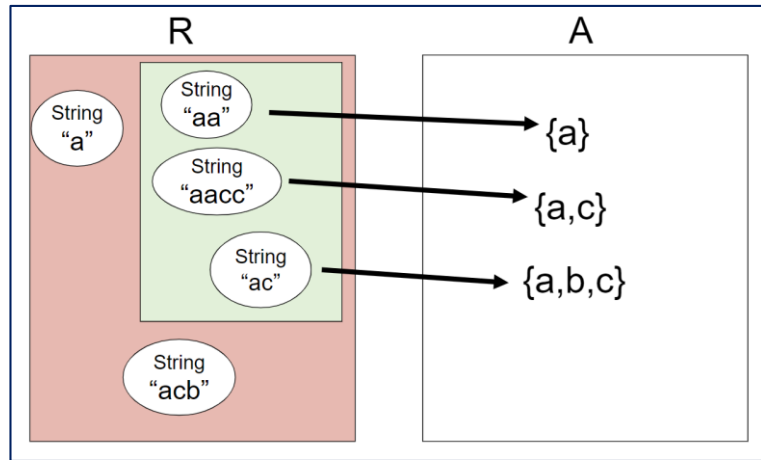 R
A
String
“a”
String
“aa”
{a}
String
“aacc”
{a,c}
String
“ac”
{a,b,c}
String
“acb”